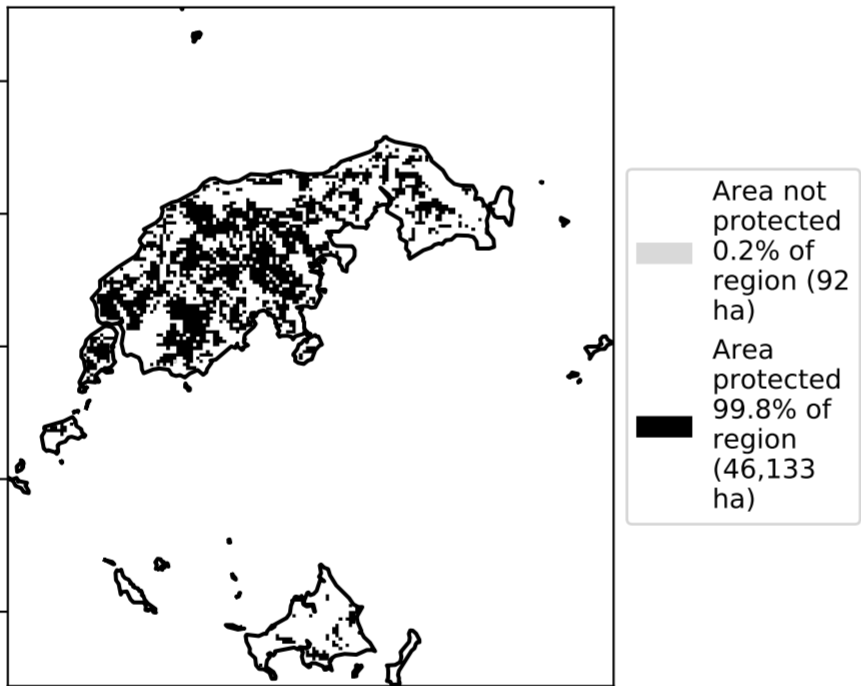 Area not
protected
0.2% of
region (92
ha)
Area
protected
99.8% of
region
(46,133
ha)